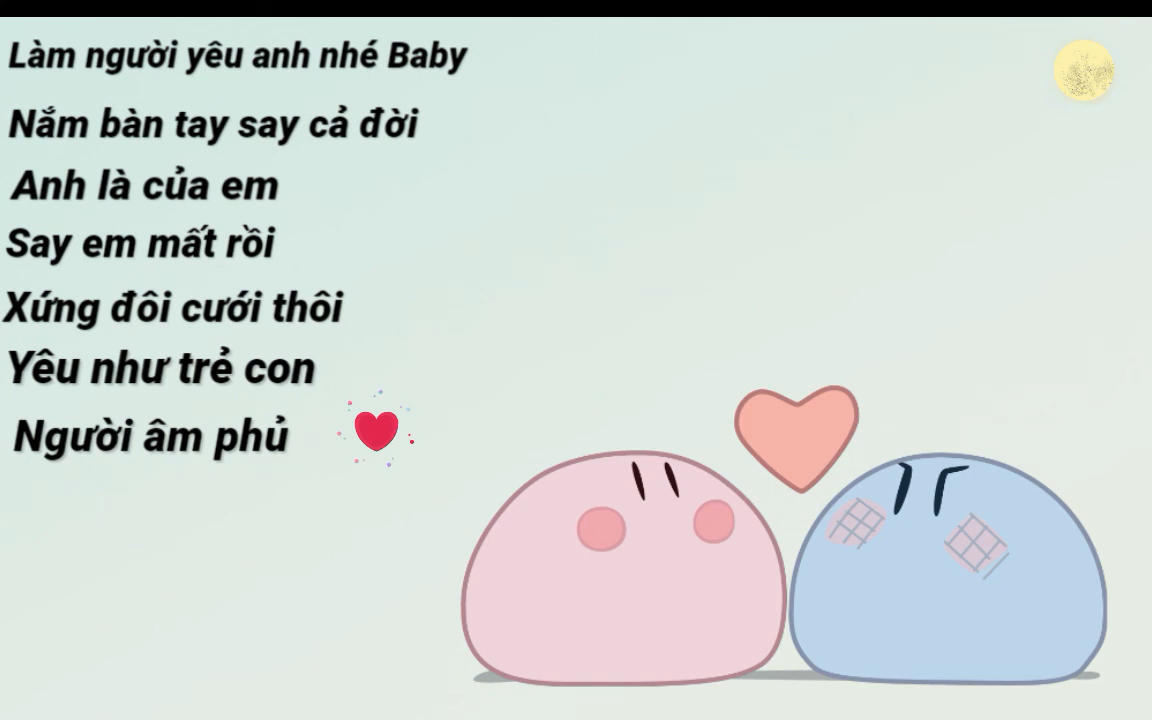 Làm người yêu anh nhé Baby
Nắm bàn tay say cả đời
Anh là của em
Say em mất rồi
Xứng đôi cưới thôi
Yêu như trẻ con
Người âm phủ